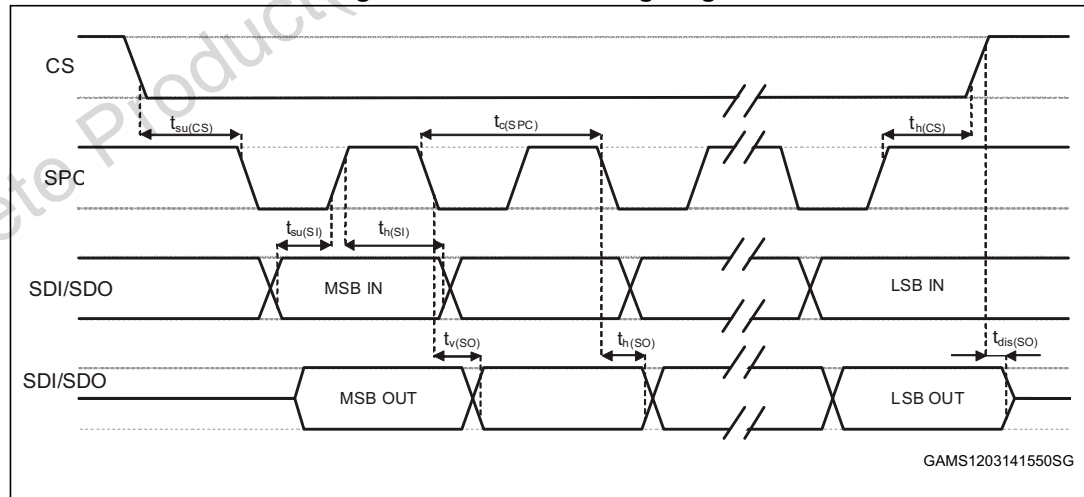 CS
t_su(CS)
t_c(SPC)
t_h(CS)
SPC
t_su(SI)
t_h(SI)
SDI/SDO
MSB IN
LSB IN
t_v(SO)
t_h(SO)
t_dis(SO)
SDI/SDO
MSB OUT
LSB OUT
GAMS1203141550SG